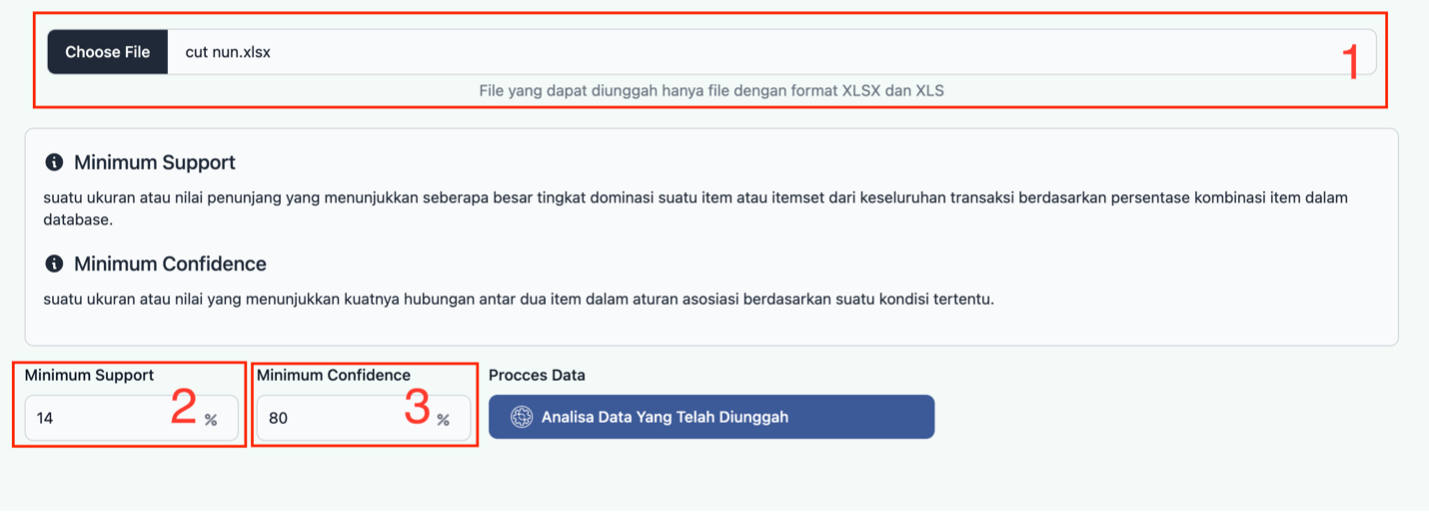 Choose File cut nun.xlsx 1
File yang dapat diunggah hanya file dengan format XLSX dan XLS
Minimum Support
suatu ukuran atau nilai penunjang yang menunjukkan seberapa besar tingkat dominasi suatu item atau itemset dari keseluruhan transaksi berdasarkan persentase kombinasi item dalam
database.
Minimum Confidence
suatu ukuran atau nilai yang menunjukkan kuatnya hubungan antar dua item dalam aturan asosiasi berdasarkan suatu kondisi tertentu.
Minimum Support Minimum Confidence Procces Data
14 2 % 80 3 % Analisa Data Yang Telah Diunggah